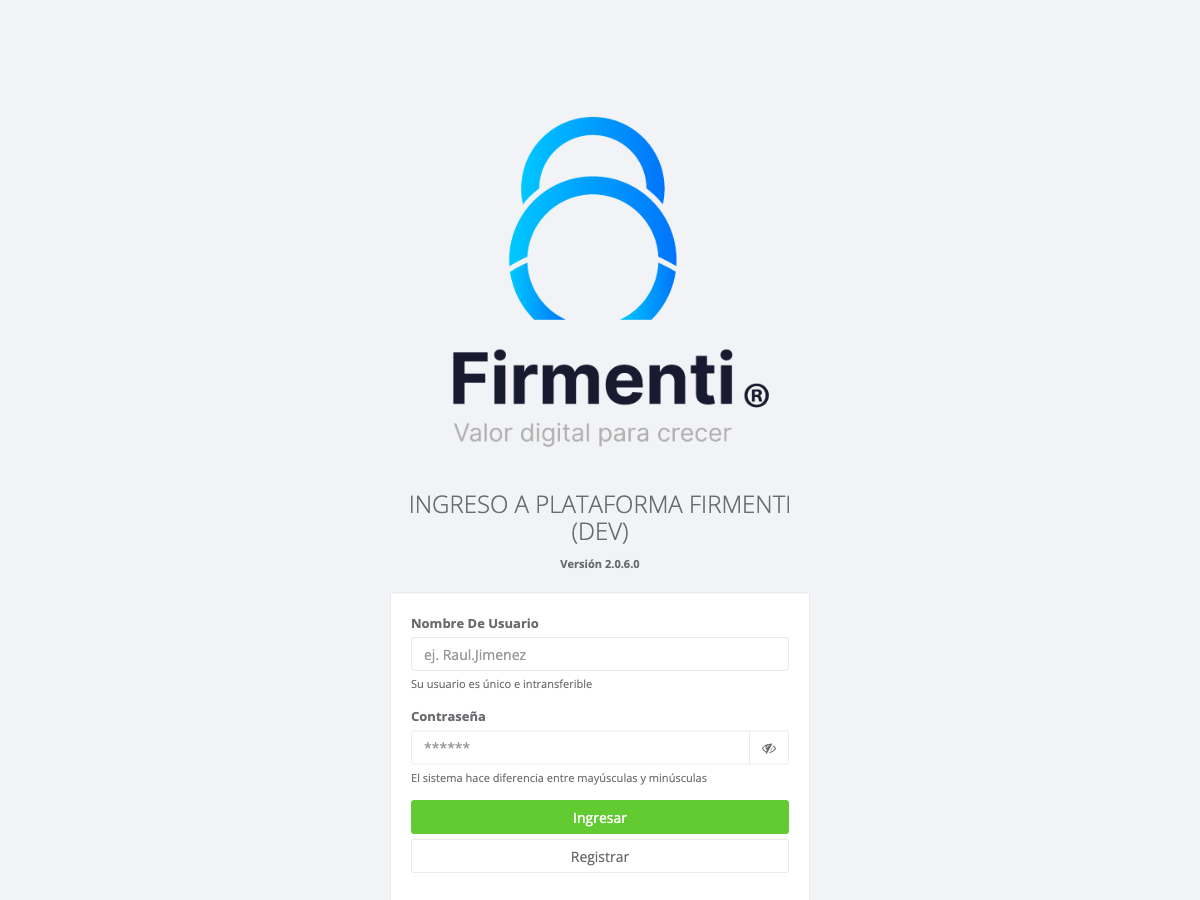 Firmenti®
Valor digital para crecer
INGRESO A PLATAFORMA FIRMENTI
(DEV)
Versión 2.0.6.0
Nombre De Usuario
ej. Raul.Jimenez
Su usuario es único e intransferible
Contraseña
******
El sistema hace diferencia entre mayúsculas y minúsculas
Ingresar
Registrar